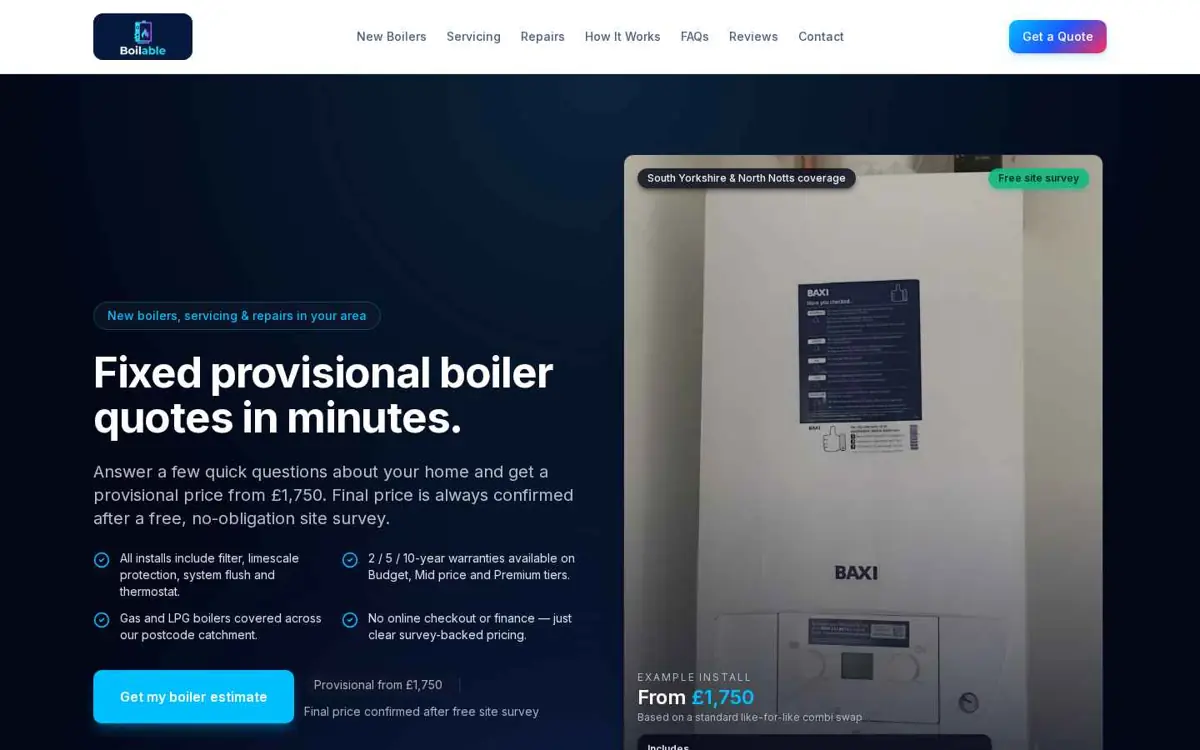 Boilable
New Boilers
Servicing
Repairs
How It Works
FAQs
Reviews
Contact
Get a Quote
New boilers, servicing & repairs in your area
Fixed provisional boiler
quotes in minutes.
Answer a few quick questions about your home and get a
provisional price from £1,750. Final price is always confirmed
after a free, no-obligation site survey.
All installs include filter, limescale
protection, system flush and
thermostat.
2 / 5 / 10-year warranties available on
Budget, Mid price and Premium tiers.
Gas and LPG boilers covered across
our postcode catchment.
No online checkout or finance — just
clear survey-backed pricing.
Get my boiler estimate
Provisional from £1,750
Final price confirmed after free site survey
South Yorkshire & North Notts coverage
Free site survey
BAXI
Have you checked...
BAXI
BAXI
EXAMPLE INSTALL
From £1,750
Based on a standard like-for-like combi swap
Includes